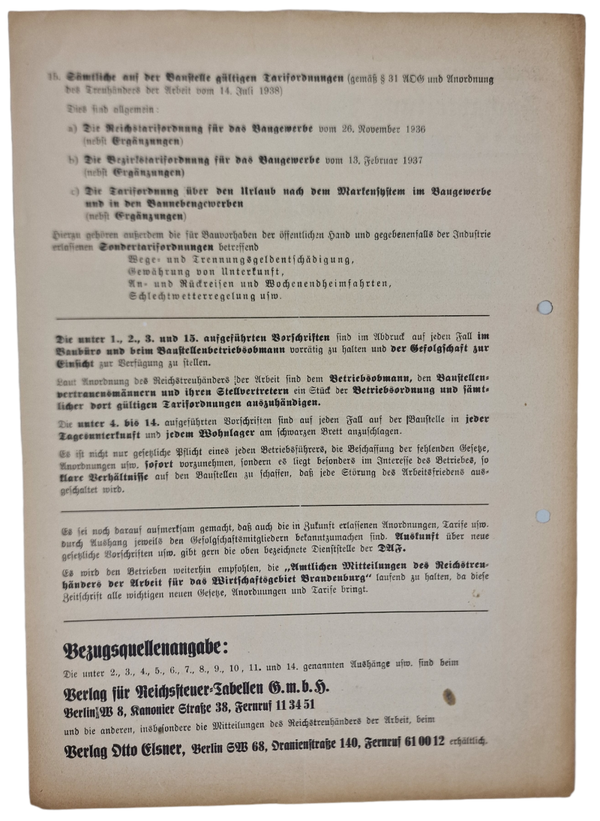 15. Sämtliche auf der Baustelle gültigen Tarifordnungen (gemäß § 31 AOG und Anordnung
des Treuhänders der Arbeit vom 14. Juli 1938)
Dies sind allgemein:
a) Die Reichstarifordnung für das Baugewerbe vom 26. November 1936
(nebst Ergänzungen)
b) Die Bezirkstarifordnung für das Baugewerbe vom 13. Februar 1937
(nebst Ergänzungen)
c) Die Tarifordnung über den Urlaub nach dem Markensystem im Baugewerbe
und in den Baunebengewerben
(nebst Ergänzungen)
Hierzu gehören außerdem die für Bauvorhaben der öffentlichen Hand und gegebenenfalls der Industrie
erlassenen Sondertarifordnungen betreffend
Wege- und Trennungsgeldentschädigung,
Gewährung von Unterkunft,
An- und Rückreisen und Wochenendheimfahrten,
Schlechtwetterregelung usw.
Die unter 1., 2., 3. und 15. aufgeführten Vorschriften sind im Abdruck auf jeden Fall im
Baubüro und beim Baustellenbetriebsobmann vorrätig zu halten und der Gefolgschaft zur
Einsicht zur Verfügung zu stellen.
Laut Anordnung des Reichstreuhänders der Arbeit sind dem Betriebsobmann, den Baustellen-
vertrauensmännern und ihren Stellvertretern ein Stück der Betriebsordnung und sämt-
licher dort gültigen Tarifordnungen auszuhändigen.
Die unter 4. bis 14. aufgeführten Vorschriften sind auf jeden Fall auf der Baustelle in jeder
Tagesunterkunft und jedem Wohnlager am schwarzen Brett anzuschlagen.
Es ist nicht nur gesetzliche Pflicht eines jeden Betriebsführers, die Beschaffung der fehlenden Gesetze,
Anordnungen usw. sofort vorzunehmen, sondern es liegt besonders im Interesse des Betriebes, so
klare Verhältnisse auf den Baustellen zu schaffen, daß jede Störung des Arbeitsfriedens aus-
geschaltet wird.
Es sei noch darauf aufmerksam gemacht, daß auch die in Zukunft erlassenen Anordnungen, Tarife usw.
durch Aushang jeweils den Gefolgschaftsmitgliedern bekanntzumachen sind. Auskunft über neue
gesetzliche Vorschriften usw. gibt gern die oben bezeichnete Dienststelle der DAF.
Es wird den Betrieben weiterhin empfohlen, die „Amtlichen Mitteilungen des Reichstreu-
händers der Arbeit für das Wirtschaftsgebiet Brandenburg“ laufend zu halten, da diese
Zeitschrift alle wichtigen neuen Gesetze, Anordnungen und Tarife bringt.
Bezugsquellenangabe:
Die unter 2., 3., 4., 5., 6., 7., 8., 9., 10, 11. und 14. genannten Aushänge usw. sind beim
Verlag für Reichssteuer-Tabellen G.m.b.H.
Berlin W 8, Kanonier Straße 38, Fernruf 11 34 51
und die anderen, insbesondere die Mitteilungen des Reichstreuhänders der Arbeit, beim
Verlag Otto Elsner, Berlin SW 68, Oranienstraße 140, Fernruf 61 00 12 erhältlich.